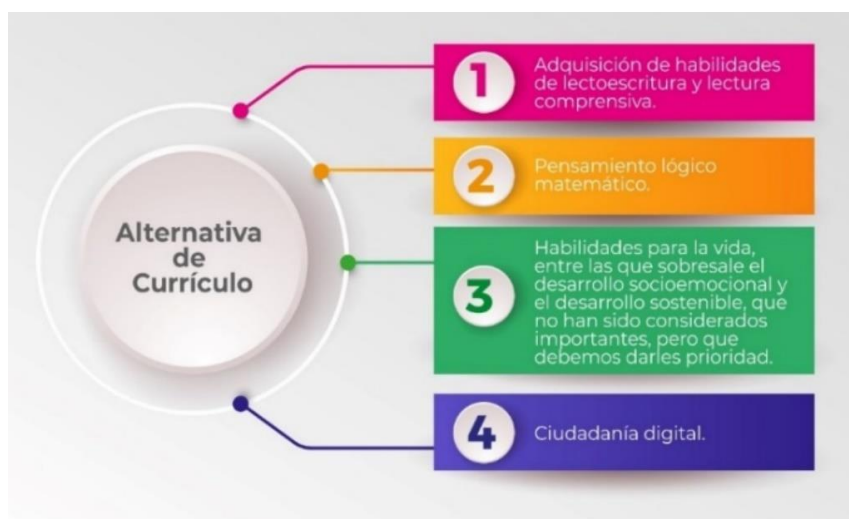 Alternativa
de
Currículo
1
Adquisición de habilidades
de lectoescritura y lectura
comprensiva.
2
Pensamiento lógico
matemático.
3
Habilidades para la vida,
entre las que sobresale el
desarrollo socioemocional y
el desarrollo sostenible, que
no han sido considerados
importantes, pero que
debemos darles prioridad.
4
Ciudadanía digital.